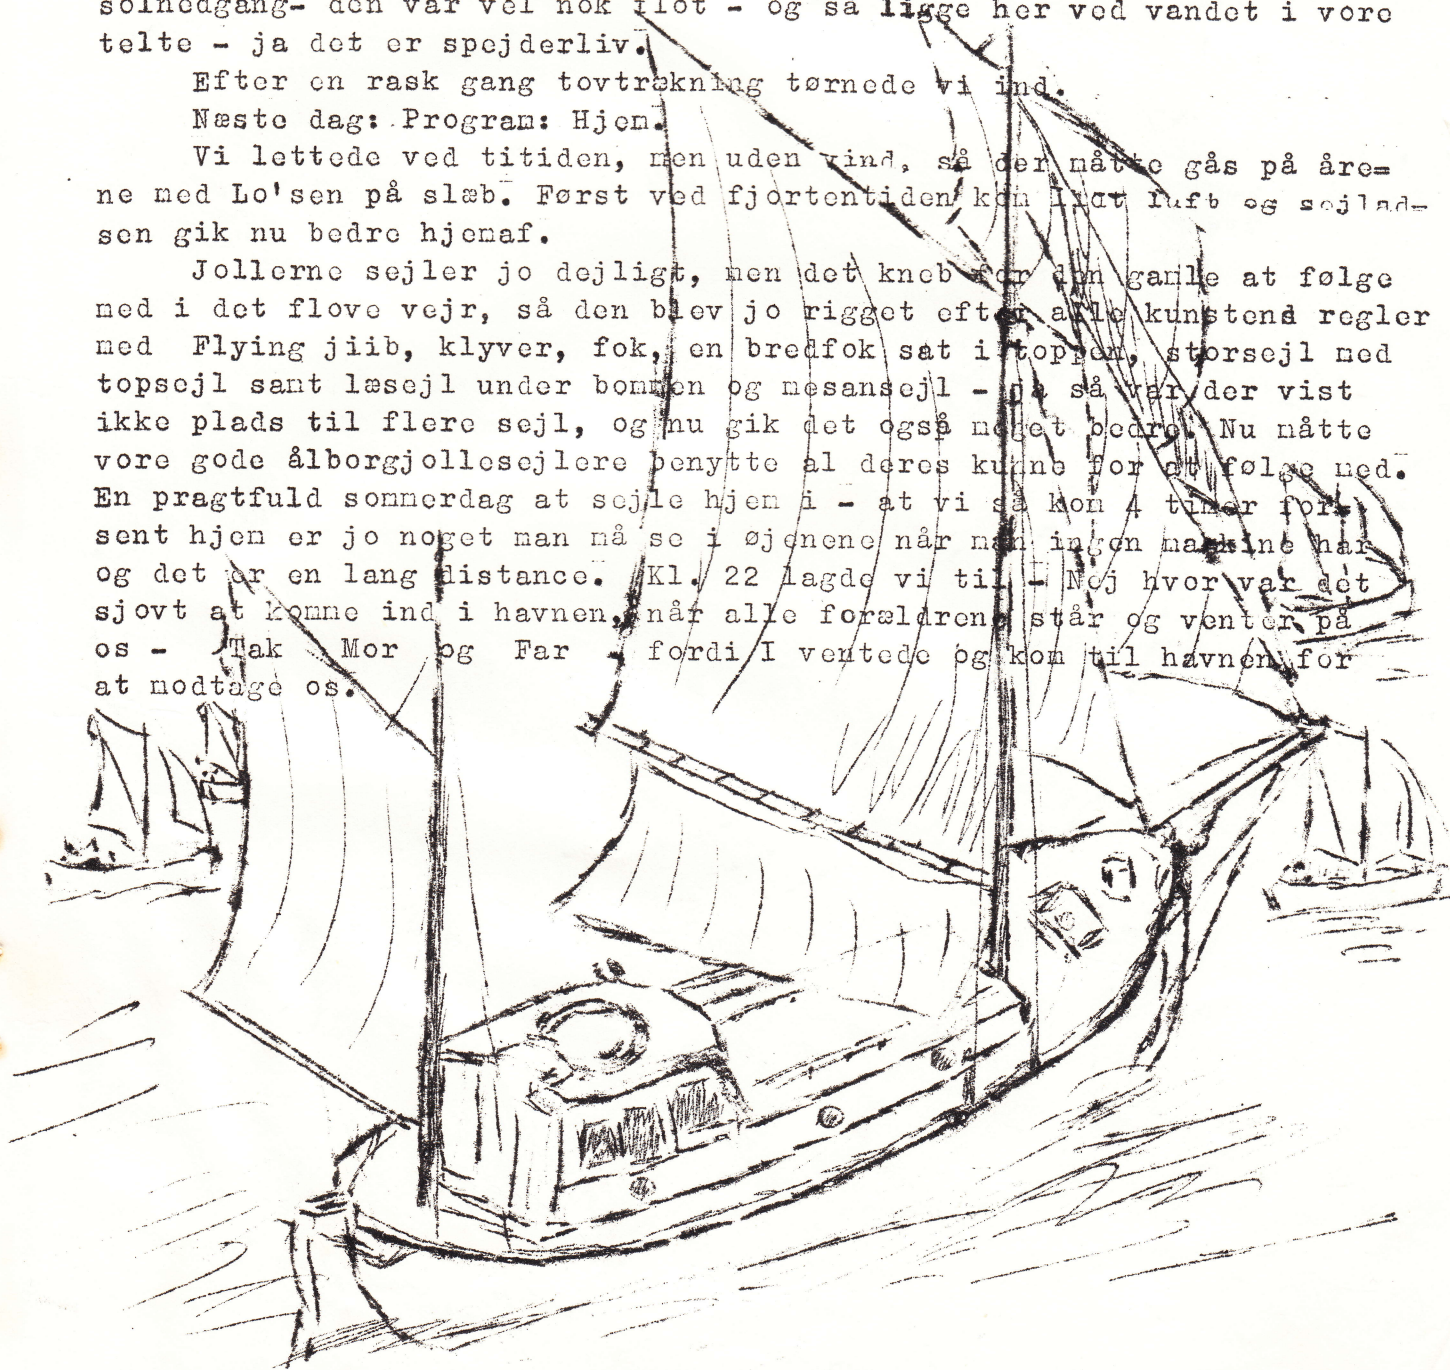 solnedgang- den var vel nok flot - og så ligge her ved vandet i vore
telte - ja det er spejderliv.
Efter en rask gang tovtrækning tørnede vi ind.
Næste dag: Program: Hjem.
Vi lettede ved titiden, men uden vind, så der måtte gås på åre=
ne med Lo'sen på slæb. Først ved fjortentiden kom lidt luft og sejlad-
sen gik nu bedre hjemaf.
Jollerne sejler jo dejligt, men det kneb for den gamle at følge
med i det flove vejr, så den blev jo rigget efter alle kunstens regler
med Flying jiib, klyver, fok, en bredfok sat i toppen, storsejl med
topsejl samt læsejl under bommen og mesansejl - ja så var der vist
ikke plads til flere sejl, og nu gik det også noget bedre. Nu måtte
vore gode ålborgjollesejlere benytte al deres kunne for at følge med.
En pragtfuld sommerdag at sejle hjem i - at vi så kom 4 timer for
sent hjem er jo noget man må se i øjenene når man ingen maskine har
og det er en lang distance. Kl. 22 lagde vi til - Nej hvor var det
sjovt at komme ind i havnen, når alle forældrene står og venter på
os - Tak Mor og Far - fordi I ventede og kom til havnen for
at modtage os.